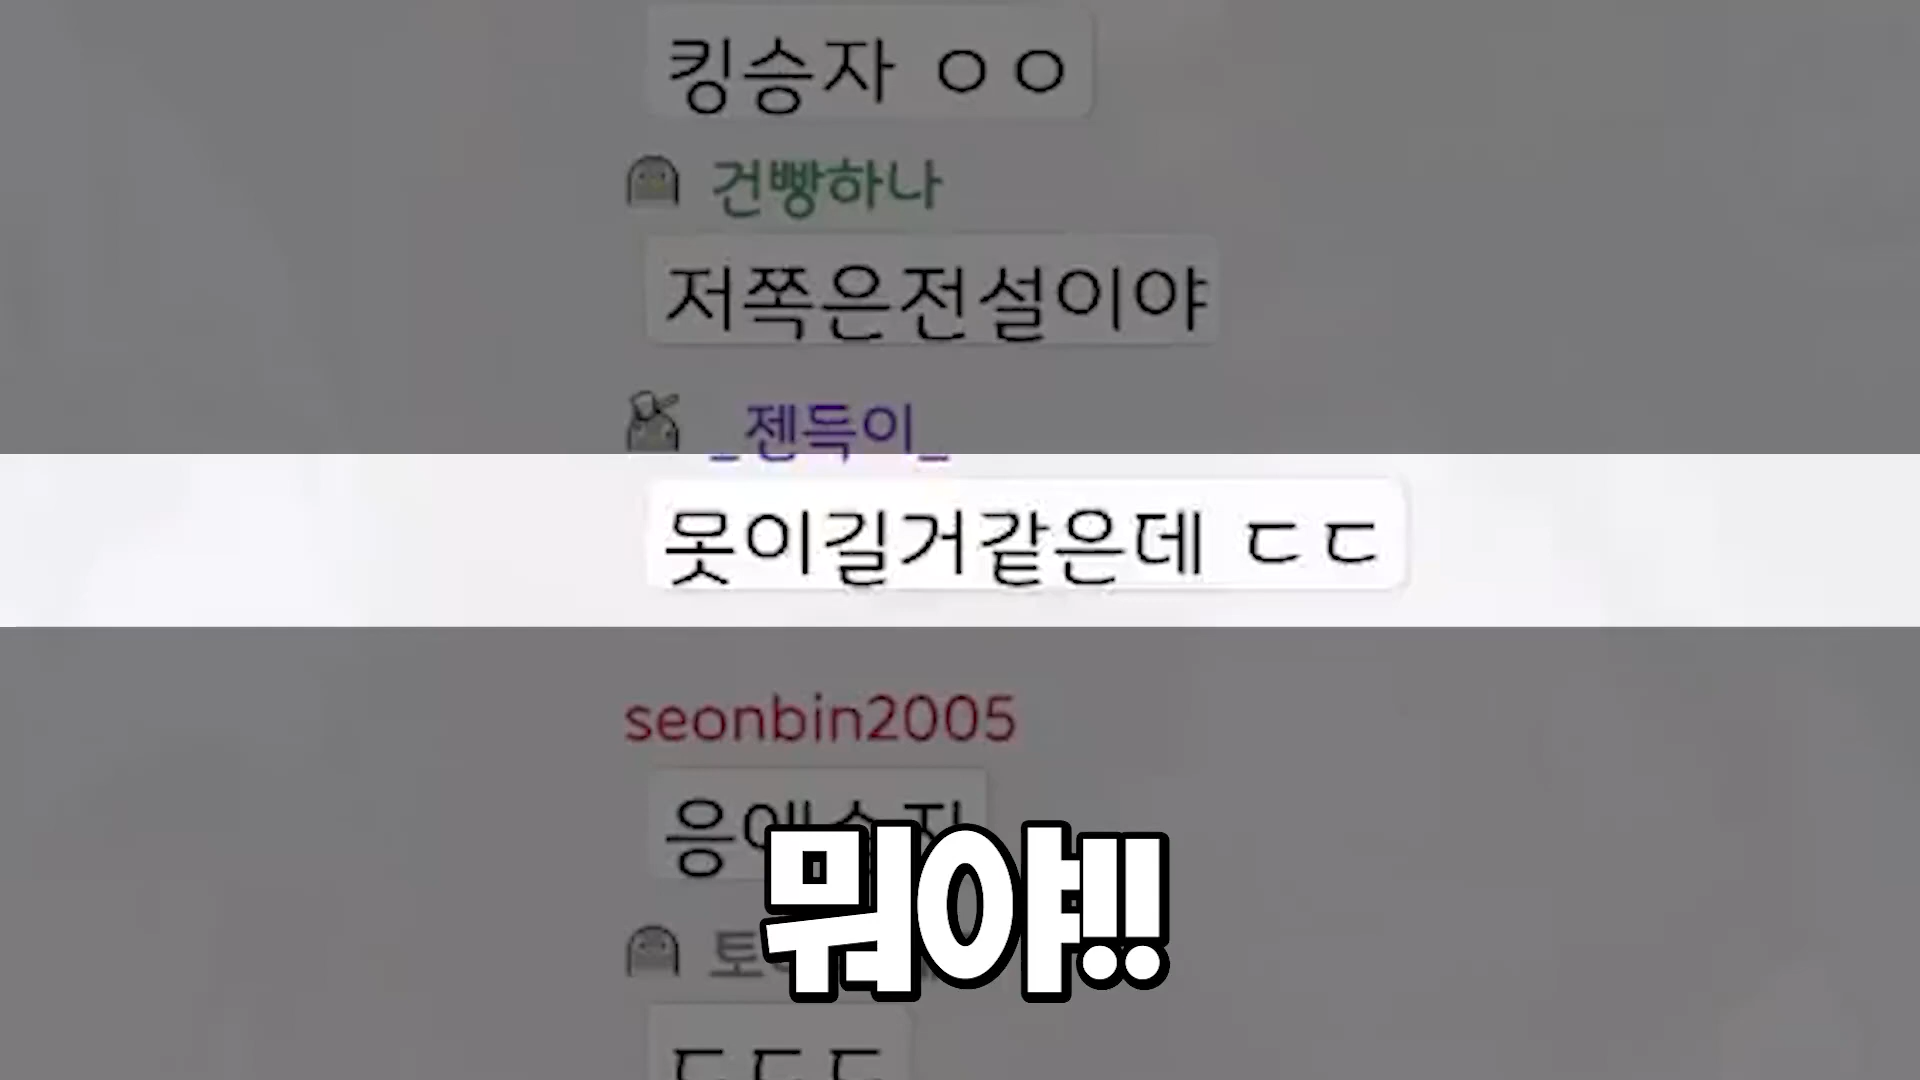 킹승자 ㅇㅇ
건빵하나
저쪽은전설이야
_젠득이_
못이길거같은데 ㄷㄷ
seonbin2005
뭐야!!
ㄷㄷㄷ